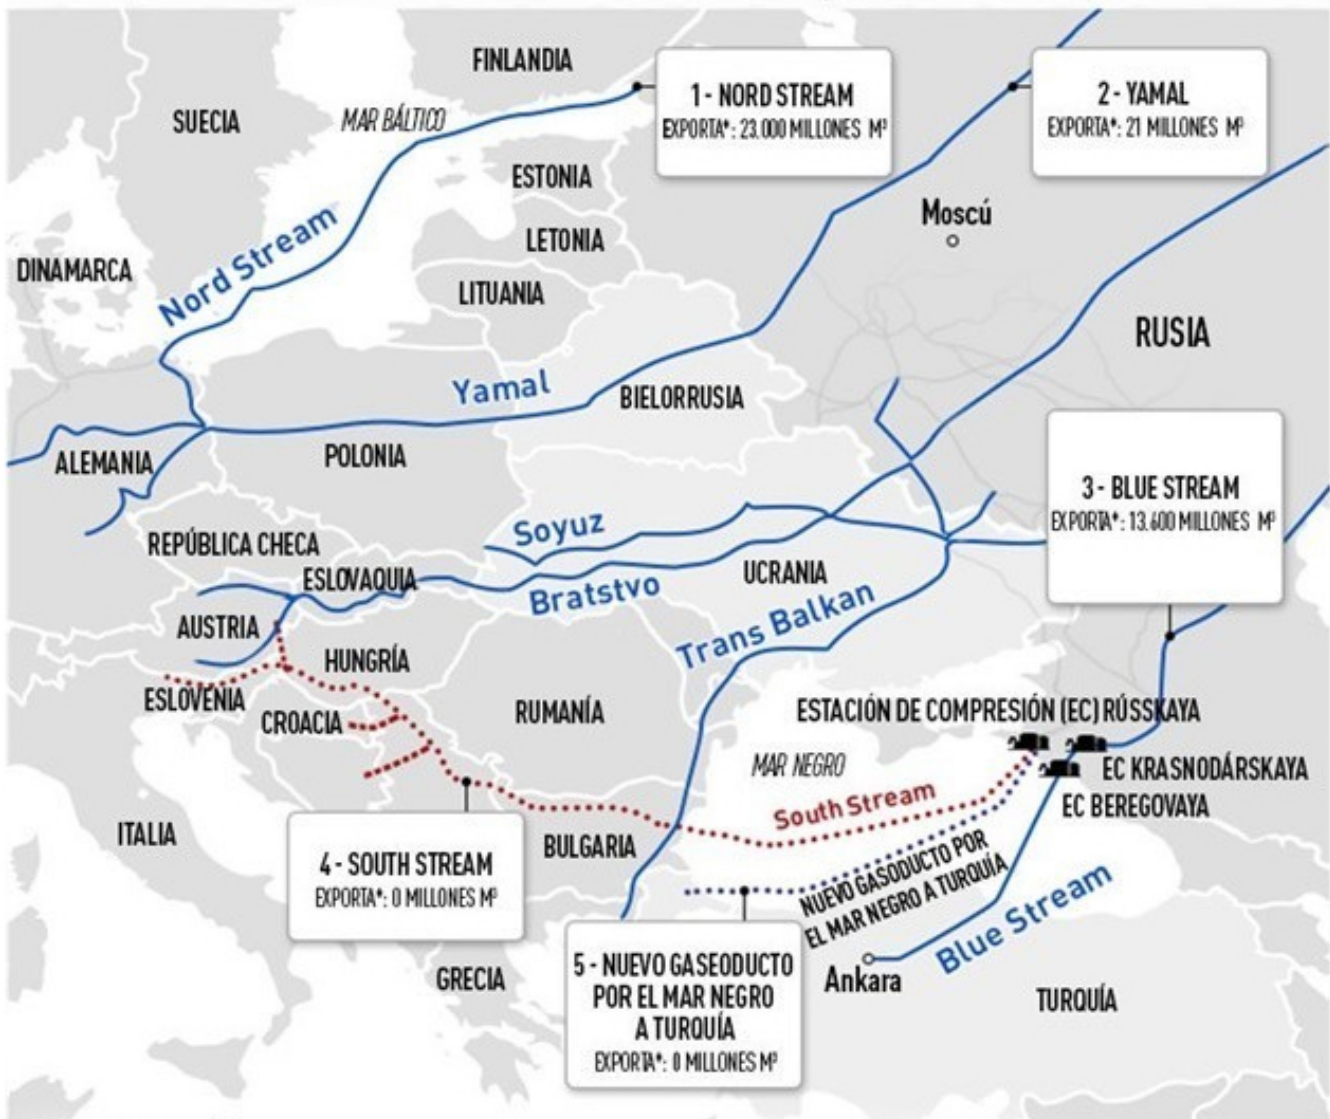 FINLANDIA
SUECIA
MAR BÁLTICO
1 - NORD STREAM
EXPORTA*: 23.000 MILLONES M³
2 - YAMAL
EXPORTA*: 21 MILLONES M³
ESTONIA
Moscú
LETONIA
DINAMARCA
Nord Stream
LITUANIA
RUSIA
Yamal
BIELORRUSIA
ALEMANIA
POLONIA
3 - BLUE STREAM
EXPORTA*: 13.600 MILLONES M³
REPÚBLICA CHECA
Soyuz
ESLOVAQUIA
Bratstvo
UCRANIA
AUSTRIA
Trans Balkan
HUNGRÍA
ESLOVENIA
CROACIA
RUMANÍA
ESTACIÓN DE COMPRESIÓN (EC) RÚSSKAYA
MAR NEGRO
EC KRASNODÁRSKAYA
EC BEREGOVAYA
South Stream
ITALIA
BULGARIA
4 - SOUTH STREAM
EXPORTA*: 0 MILLONES M³
NUEVO GASODUCTO POR
EL MAR NEGRO A TURQUÍA
Blue Stream
GRECIA
5 - NUEVO GASEODUCTO
POR EL MAR NEGRO
A TURQUÍA
EXPORTA*: 0 MILLONES M³
Ankara
TURQUÍA